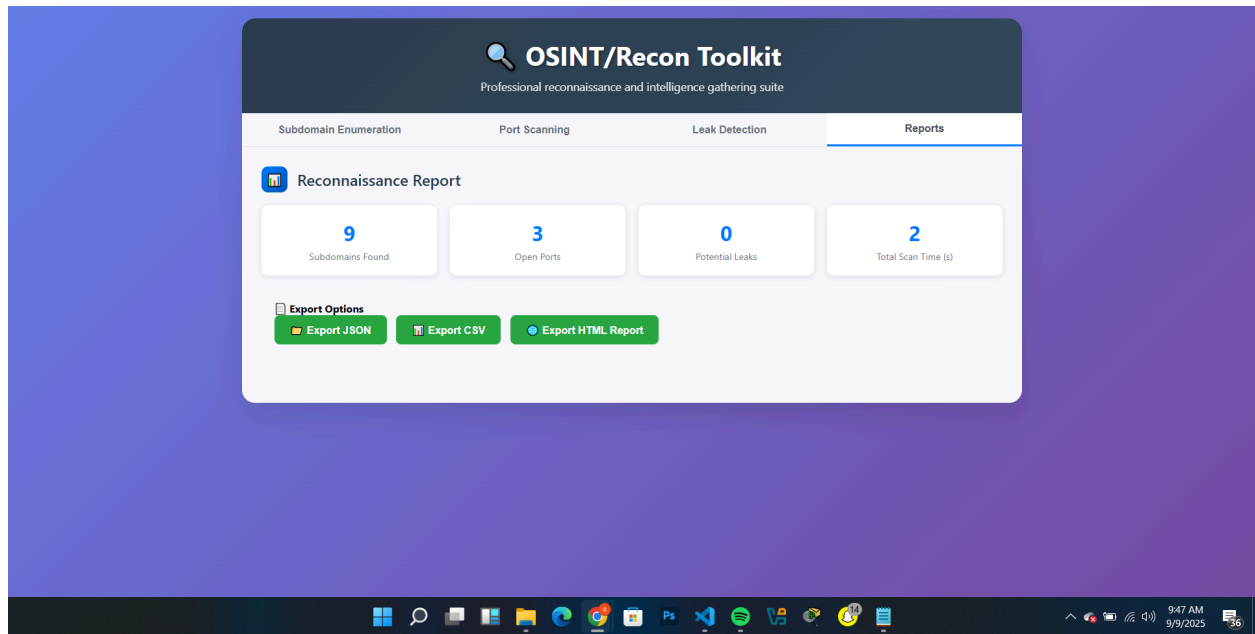 OSINT/Recon Toolkit
Professional reconnaissance and intelligence gathering suite
Subdomain Enumeration
Port Scanning
Leak Detection
Reports
Reconnaissance Report
9
Subdomains Found
3
Open Ports
0
Potential Leaks
2
Total Scan Time (s)
Export Options
Export JSON
Export CSV
Export HTML Report
Ps
14
9:47 AM
9/9/2025
36